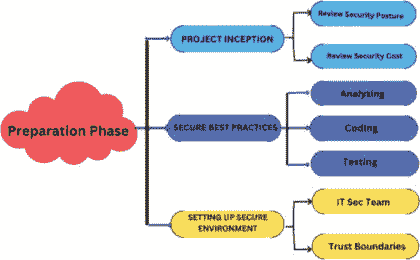 Preparation Phase
PROJECT INCEPTION
Review Security Posture
Review Security Goat
SECURE BEST PRACTICES
Analyzing
Coding
Testing
SETTING UP SECURE
ENVIRONMENT
IT Sec Team
Trust Boundaries